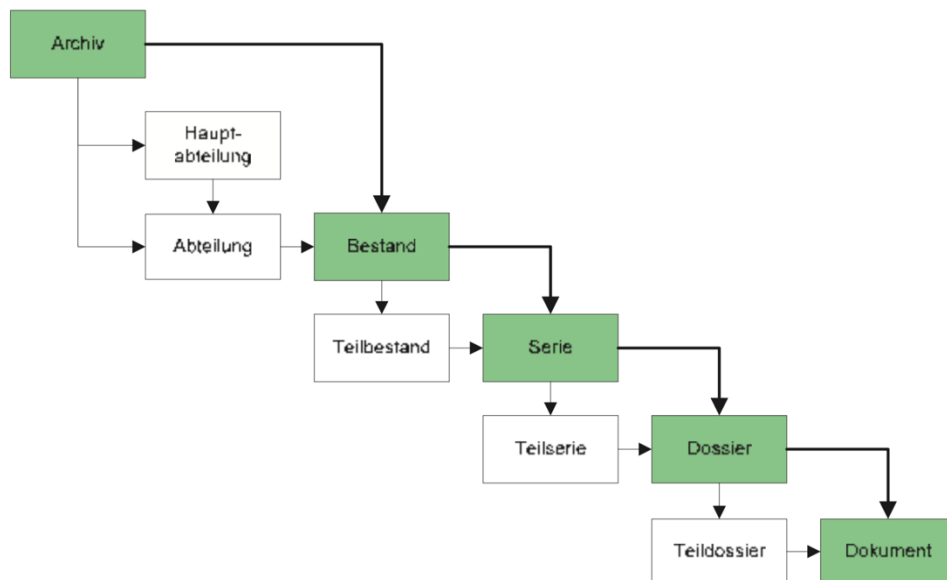 Archiv
Haupt-
abteilung
Abteilung
Bestand
Teilbestand
Serie
Teilserie
Dossier
Teildossier
Dokument